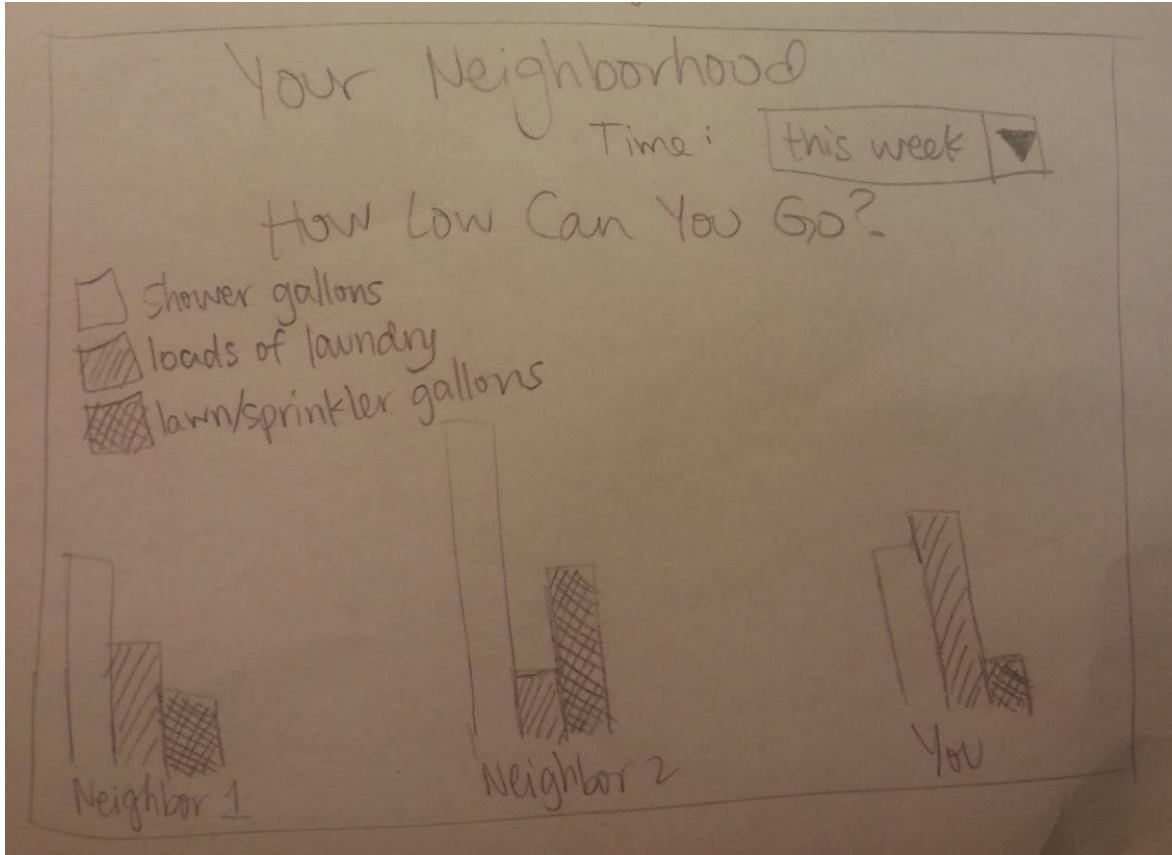 Your Neighborhood
Time: this week
How Low Can You Go?
shower gallons
loads of laundry
lawn/sprinkler gallons
Neighbor 1
Neighbor 2
You